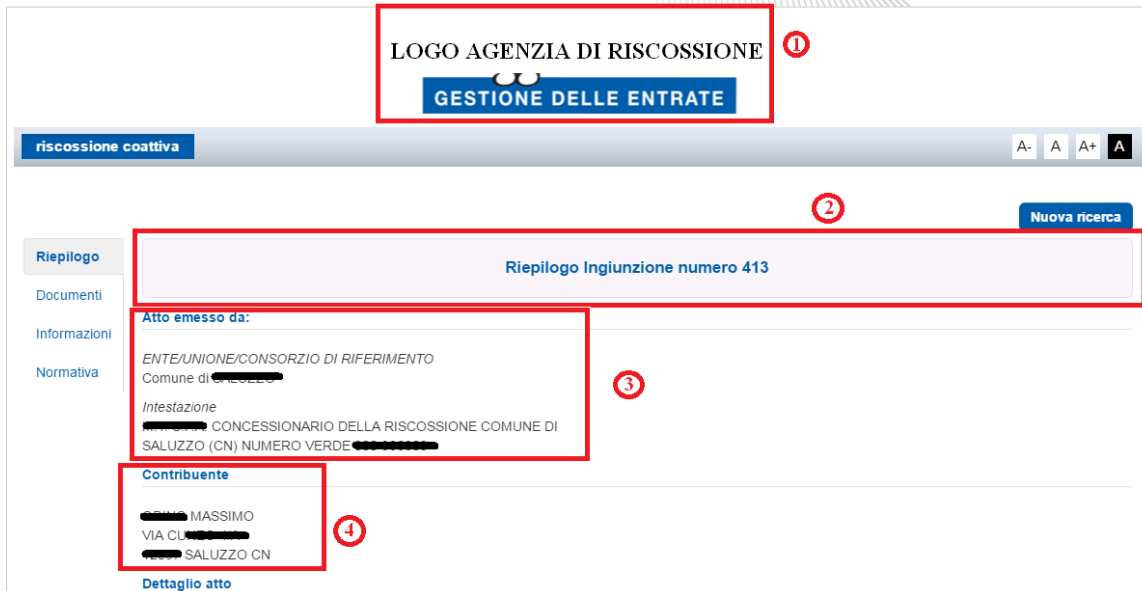 LOGO AGENZIA DI RISCOSSIONE
1
GESTIONE DELLE ENTRATE
riscossione coattiva
A- A A+ A
2
Nuova ricerca
Riepilogo
Documenti
Informazioni
Normativa
Riepilogo Ingiunzione numero 413
Atto emesso da:
ENTE/UNIONE/CONSORZIO DI RIFERIMENTO
Comune di
3
Intestazione
CONCESSIONARIO DELLA RISCOSSIONE COMUNE DI
SALUZZO (CN) NUMERO VERDE
Contribuente
MASSIMO
VIA
4
SALUZZO CN
Dettaglio atto